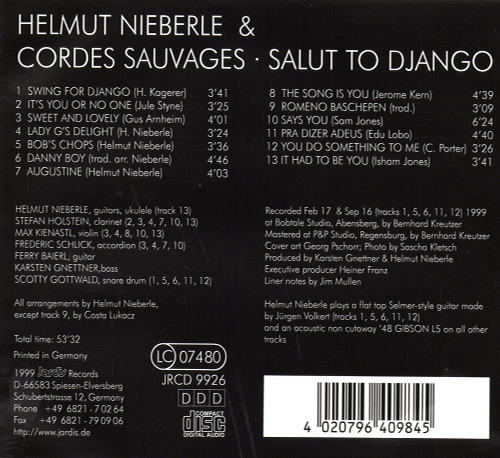 HELMUT NIEBERLE &
CORDES SAUVAGES · SALUT TO DJANGO
1 SWING FOR DJANGO (H. Kagerer) 3’41
2 IT'S YOU OR NO ONE (Jule Styne) 3’25
3 SWEET AND LOVELY (Gus Arnheim) 4’01
4 LADY G'S DELIGHT (H. Nieberle) 3’24
5 BOB'S CHOPS (Helmut Nieberle) 3’36
6 DANNY BOY (trad. arr. Nieberle) 4’46
7 AUGUSTINE (Helmut Nieberle) 4’03
8 THE SONG IS YOU (Jerome Kern) 4’39
9 ROMENO BASCHEPEN (trad.) 3’09
10 SAYS YOU (Sam Jones) 6’24
11 PRA DIZER ADEUS (Edu Lobo) 4’40
12 YOU DO SOMETHING TO ME (C. Porter) 3’26
13 IT HAD TO BE YOU (Isham Jones) 3’41
HELMUT NIEBERLE, guitars, ukulele (track 13)
STEFAN HOLSTEIN, clarinet (2, 3, 4, 7, 10, 13)
MAX KIENASTL, violin (3, 4, 8, 10, 13)
FREDERIC SCHLICK, accordion (3, 4, 7, 10)
FERRY BAIERL, guitar
KARSTEN GNETTNER,bass
SCOTTY GOTTWALD, snare drum (1, 5, 6, 11, 12)
All arrangements by Helmut Nieberle,
except track 9, by Costa Lukacz
Recorded Feb 17 & Sep 16 (tracks 1, 5, 6, 11, 12) 1999
at Bobtale Studio, Abensberg, by Bernhard Kreutzer
Mastered at P&P Studio, Regensburg, by Bernhard Kreutzer
Cover art Georg Pschorr; Photo by Sascha Kletsch
Produced by Karsten Gnettner & Helmut Nieberle
Executive producer Heiner Franz
Liner notes by Jim Mullen
Helmut Nieberle plays a flat top Selmer-style guitar made
by Jürgen Volkert (tracks 1, 5, 6, 11, 12)
and an acoustic non cutaway '48 GIBSON L5 on all other
tracks
Total time: 53’32
Printed in Germany
1999 Jardis Records
D-66583 Spiesen-Elversberg
Schubertstrasse 12, Germany
Phone +49 6821-7 02 64
Fax +49 6821-79 09 06
http://www.jardis.de
LC 07480
JRCD 9926
DDD
COMPACT
disc
DIGITAL AUDIO
4 020796 409845